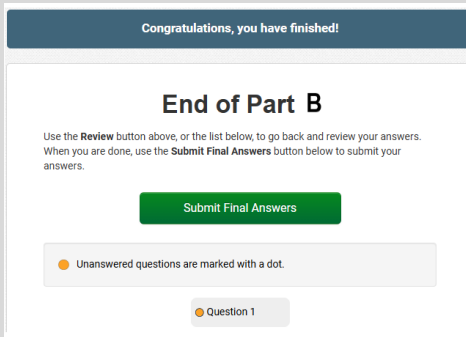 Congratulations, you have finished!
End of Part B
Use the Review button above, or the list below, to go back and review your answers.
When you are done, use the Submit Final Answers button below to submit your
answers.
Submit Final Answers
Unanswered questions are marked with a dot.
Question 1